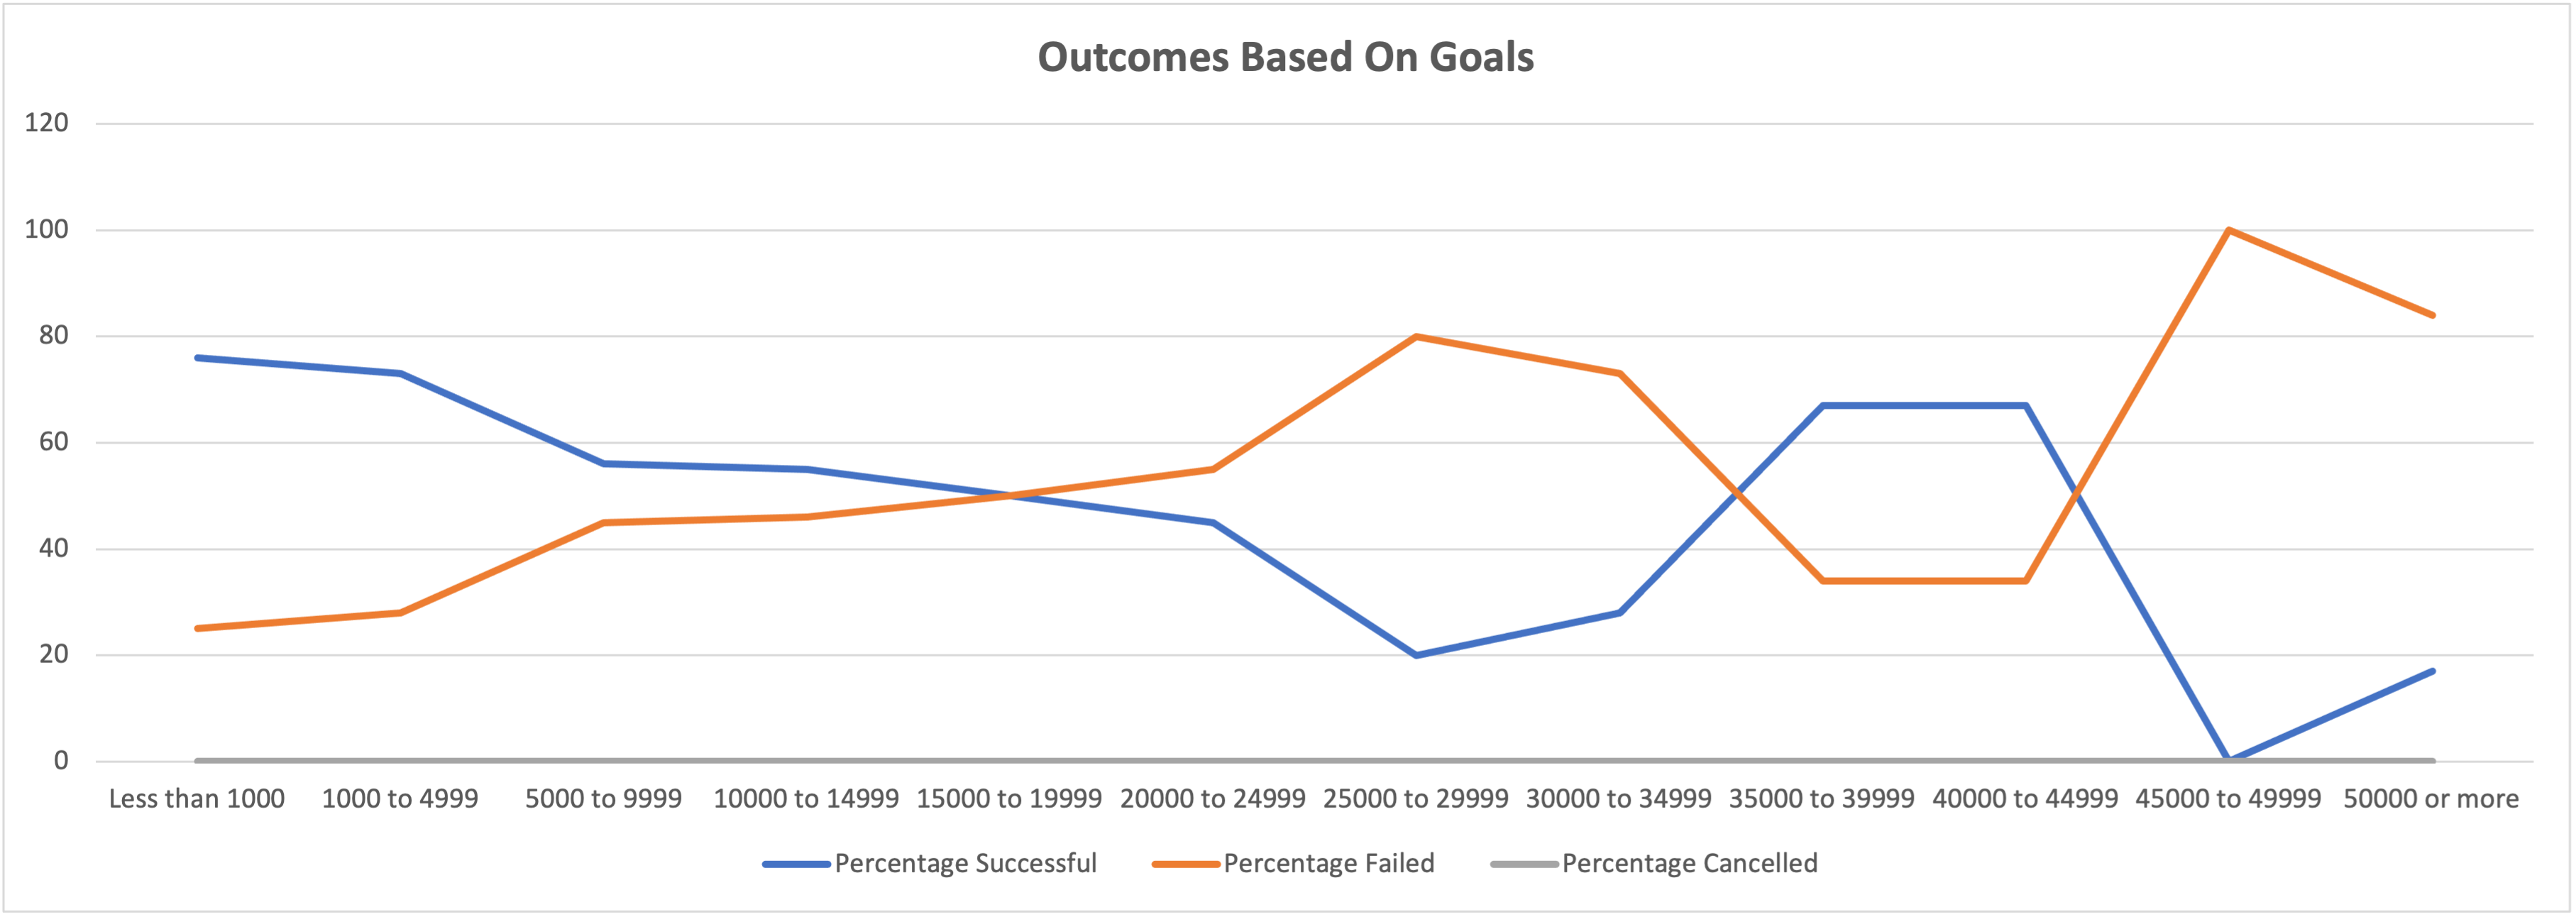 Outcomes Based On Goals
120
100
80
60
40
20
0
Less than 1000 1000 to 4999 5000 to 9999 10000 to 14999 15000 to 19999 20000 to 24999 25000 to 29999 30000 to 34999 35000 to 39999 40000 to 44999 45000 to 49999 50000 or more
Percentage Successful Percentage Failed Percentage Cancelled